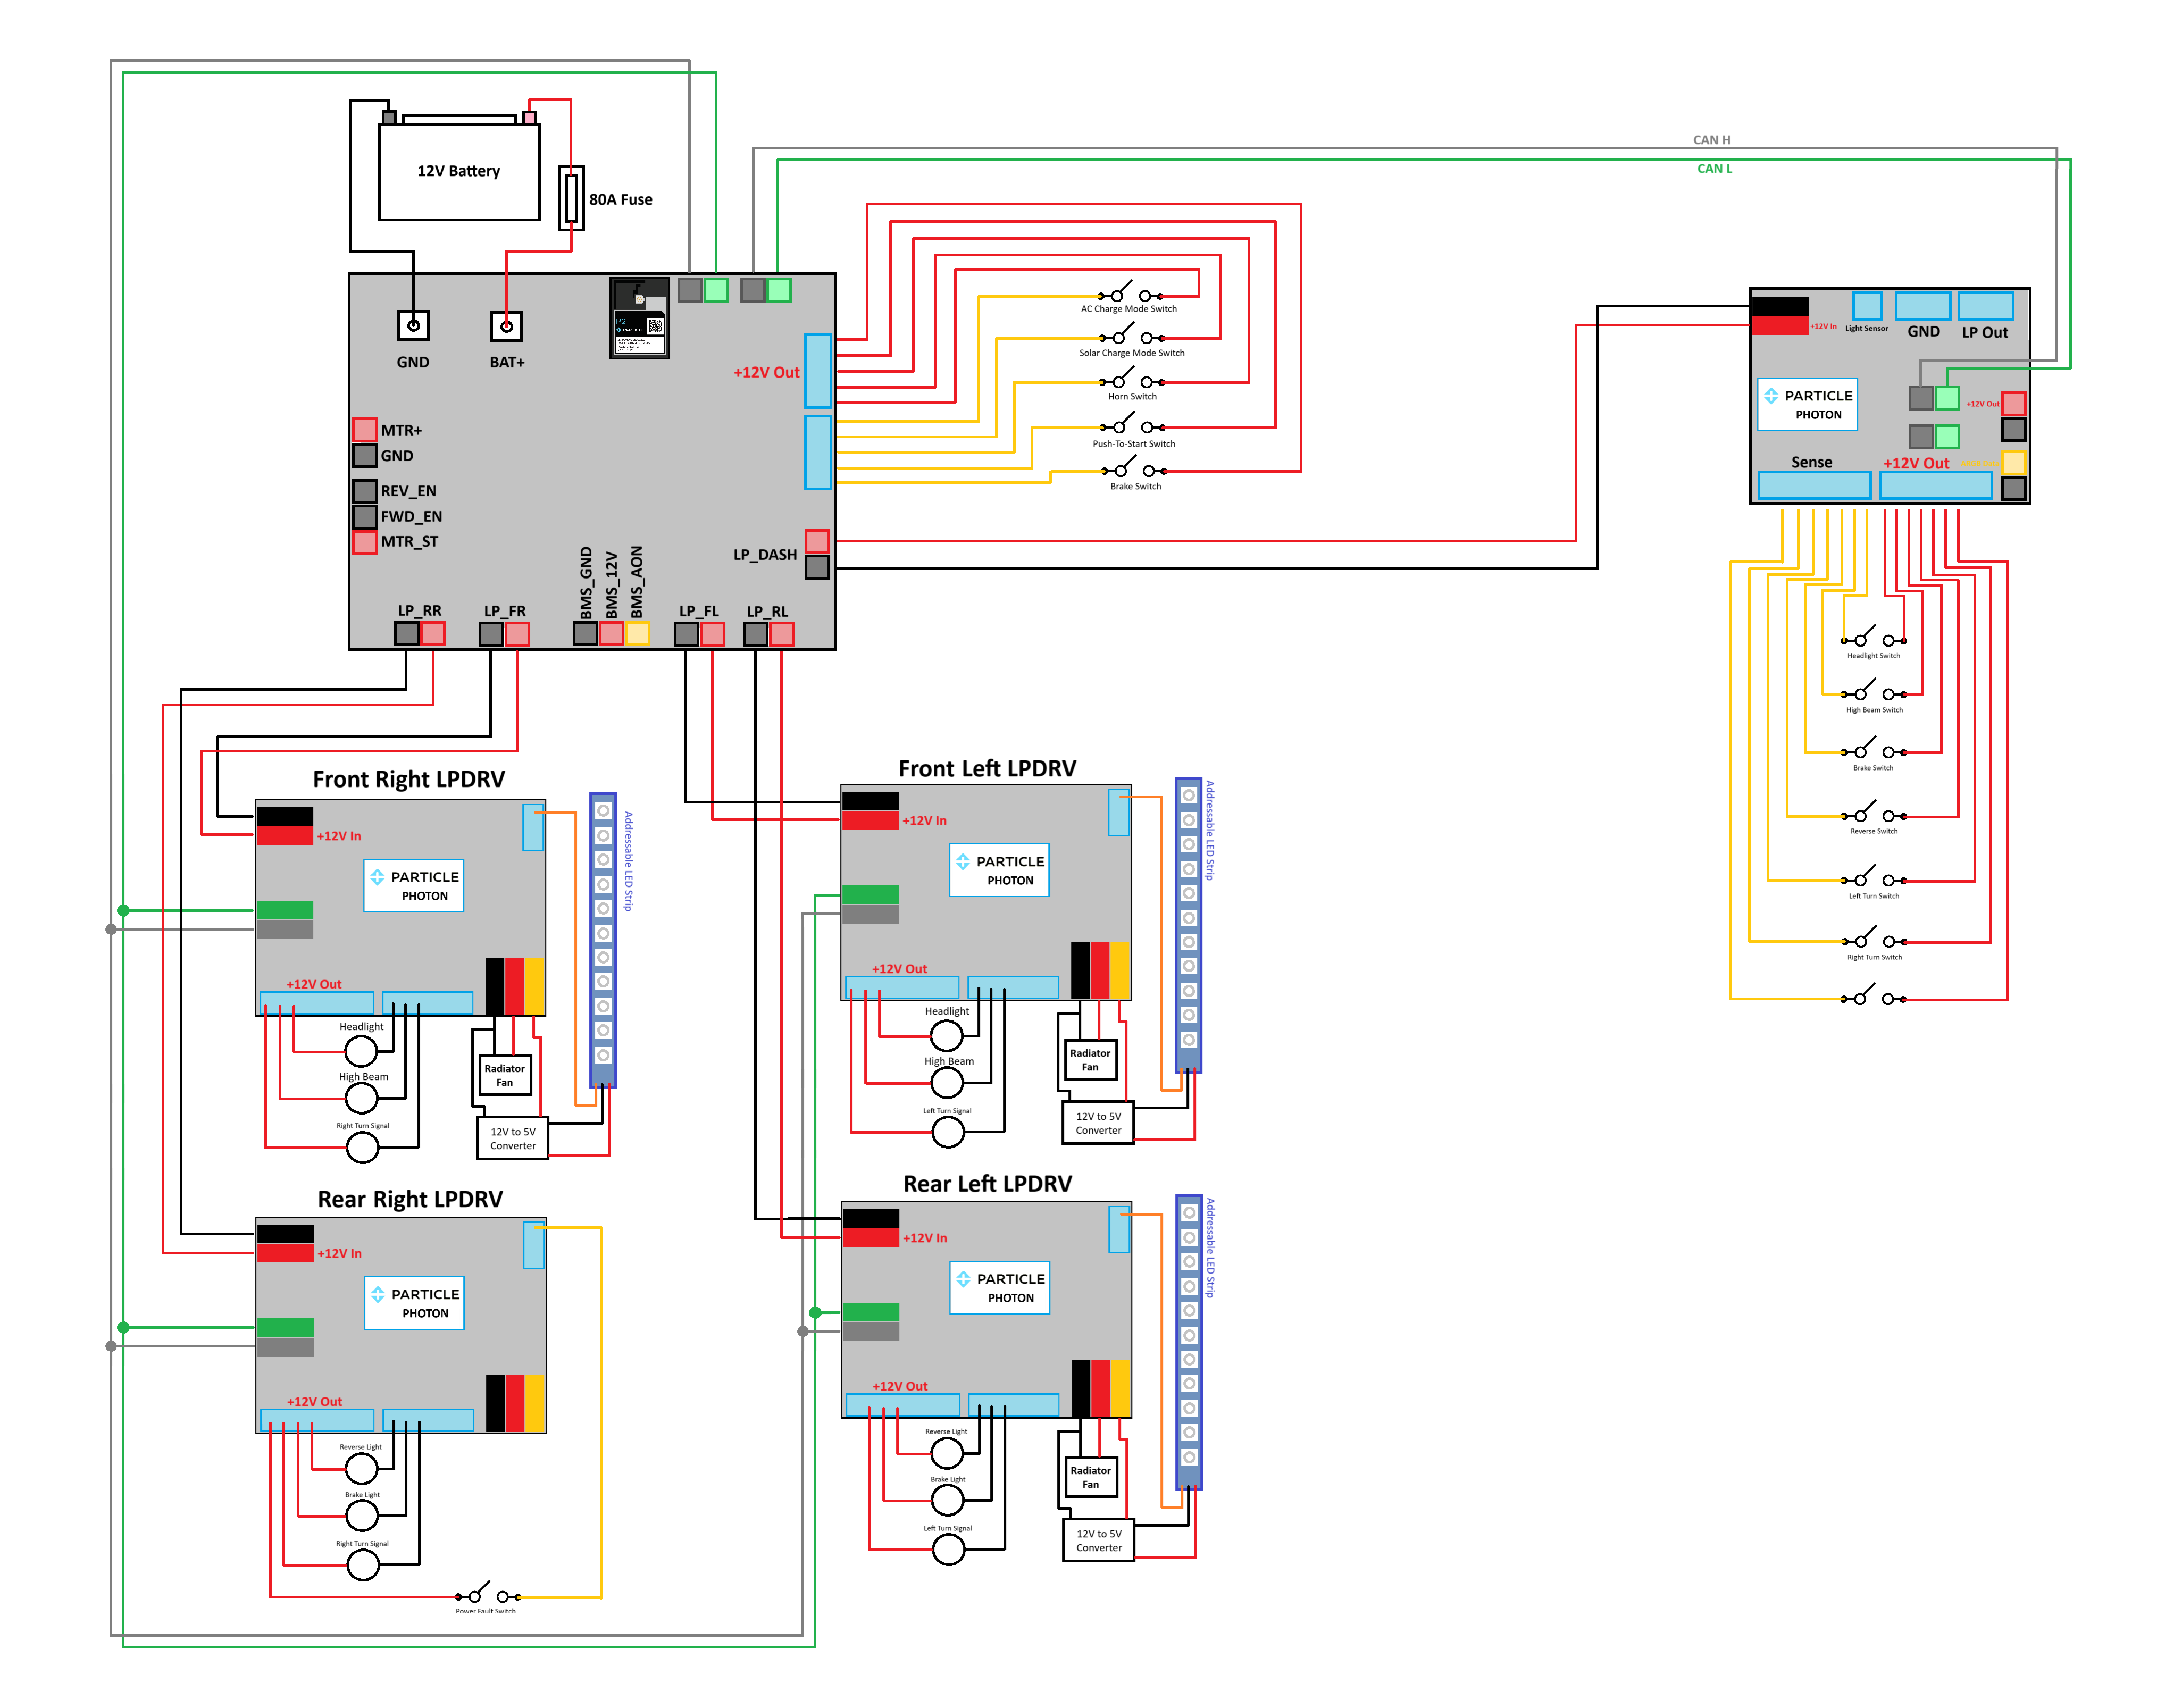 CAN H
CAN L
12V Battery
80A Fuse
P2
PARTICLE
GND
BAT+
+12V Out
MTR+
GND
REV_EN
FWD_EN
MTR_ST
LP_DASH
BMS_GND
BMS_12V
BMS_AON
LP_RR
LP_FR
LP_FL
LP_RL
AC Charge Mode Switch
Solar Charge Mode Switch
Horn Switch
Push-To-Start Switch
Brake Switch
+12V In
Light Sensor
GND
LP Out
PARTICLE
PHOTON
+12V Out
Sense
+12V Out
Headlight Switch
High Beam Switch
Brake Switch
Reverse Switch
Left Turn Switch
Right Turn Switch
Front Right LPDRV
+12V In
PARTICLE
PHOTON
+12V Out
Headlight
High Beam
Right Turn Signal
Radiator
Fan
12V to 5V
Converter
Addressable LED Strip
Front Left LPDRV
+12V In
PARTICLE
PHOTON
+12V Out
Headlight
High Beam
Left Turn Signal
Radiator
Fan
12V to 5V
Converter
Addressable LED Strip
Rear Right LPDRV
+12V In
PARTICLE
PHOTON
+12V Out
Reverse Light
Brake Light
Right Turn Signal
Power Fault Switch
Rear Left LPDRV
+12V In
PARTICLE
PHOTON
+12V Out
Reverse Light
Brake Light
Left Turn Signal
Radiator
Fan
12V to 5V
Converter
Addressable LED Strip